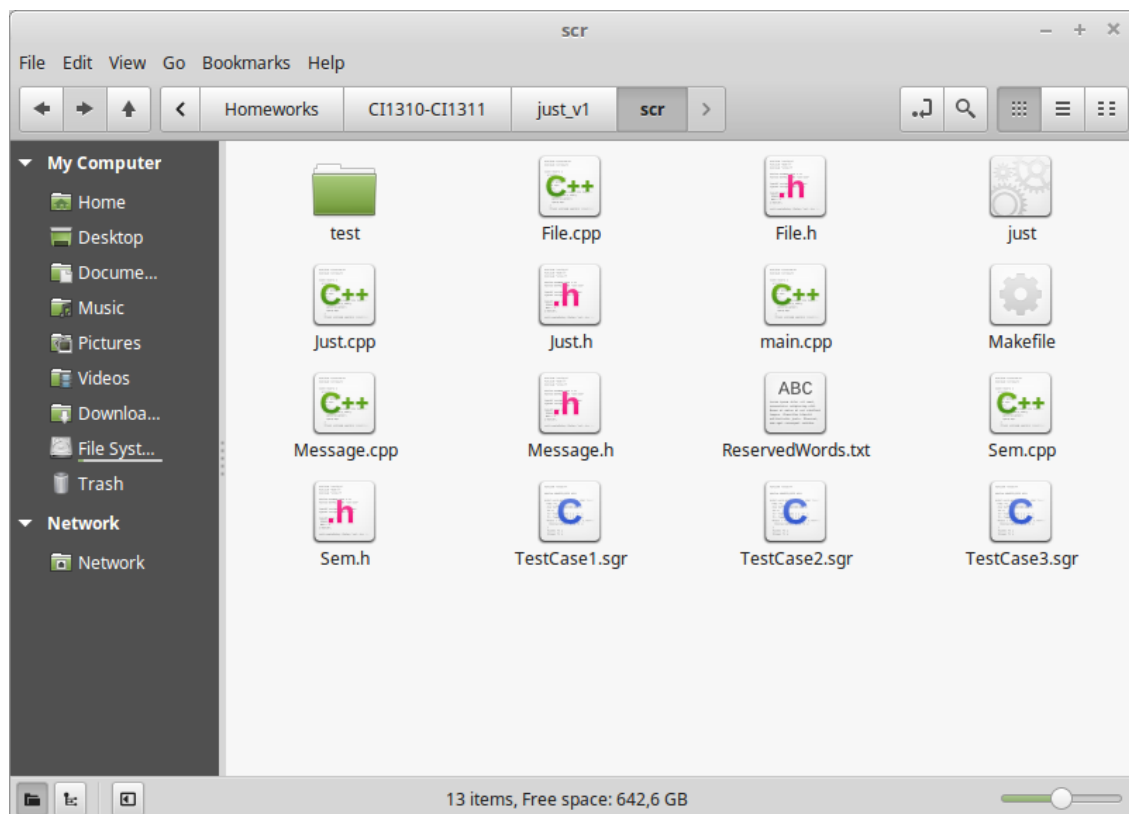 scr
File Edit View Go Bookmarks Help
Homeworks CI1310-CI1311 just_v1 scr
My Computer
Home
Desktop
Docume...
Music
Pictures
Videos
Downloa...
File Syst...
Trash
Network
Network
test C++ File.cpp .h File.h just
C++ Just.cpp .h Just.h C++ main.cpp Makefile
C++ Message.cpp .h Message.h ABC ReservedWords.txt C++ Sem.cpp
.h Sem.h C TestCase1.sgr C TestCase2.sgr C TestCase3.sgr
13 items, Free space: 642,6 GB